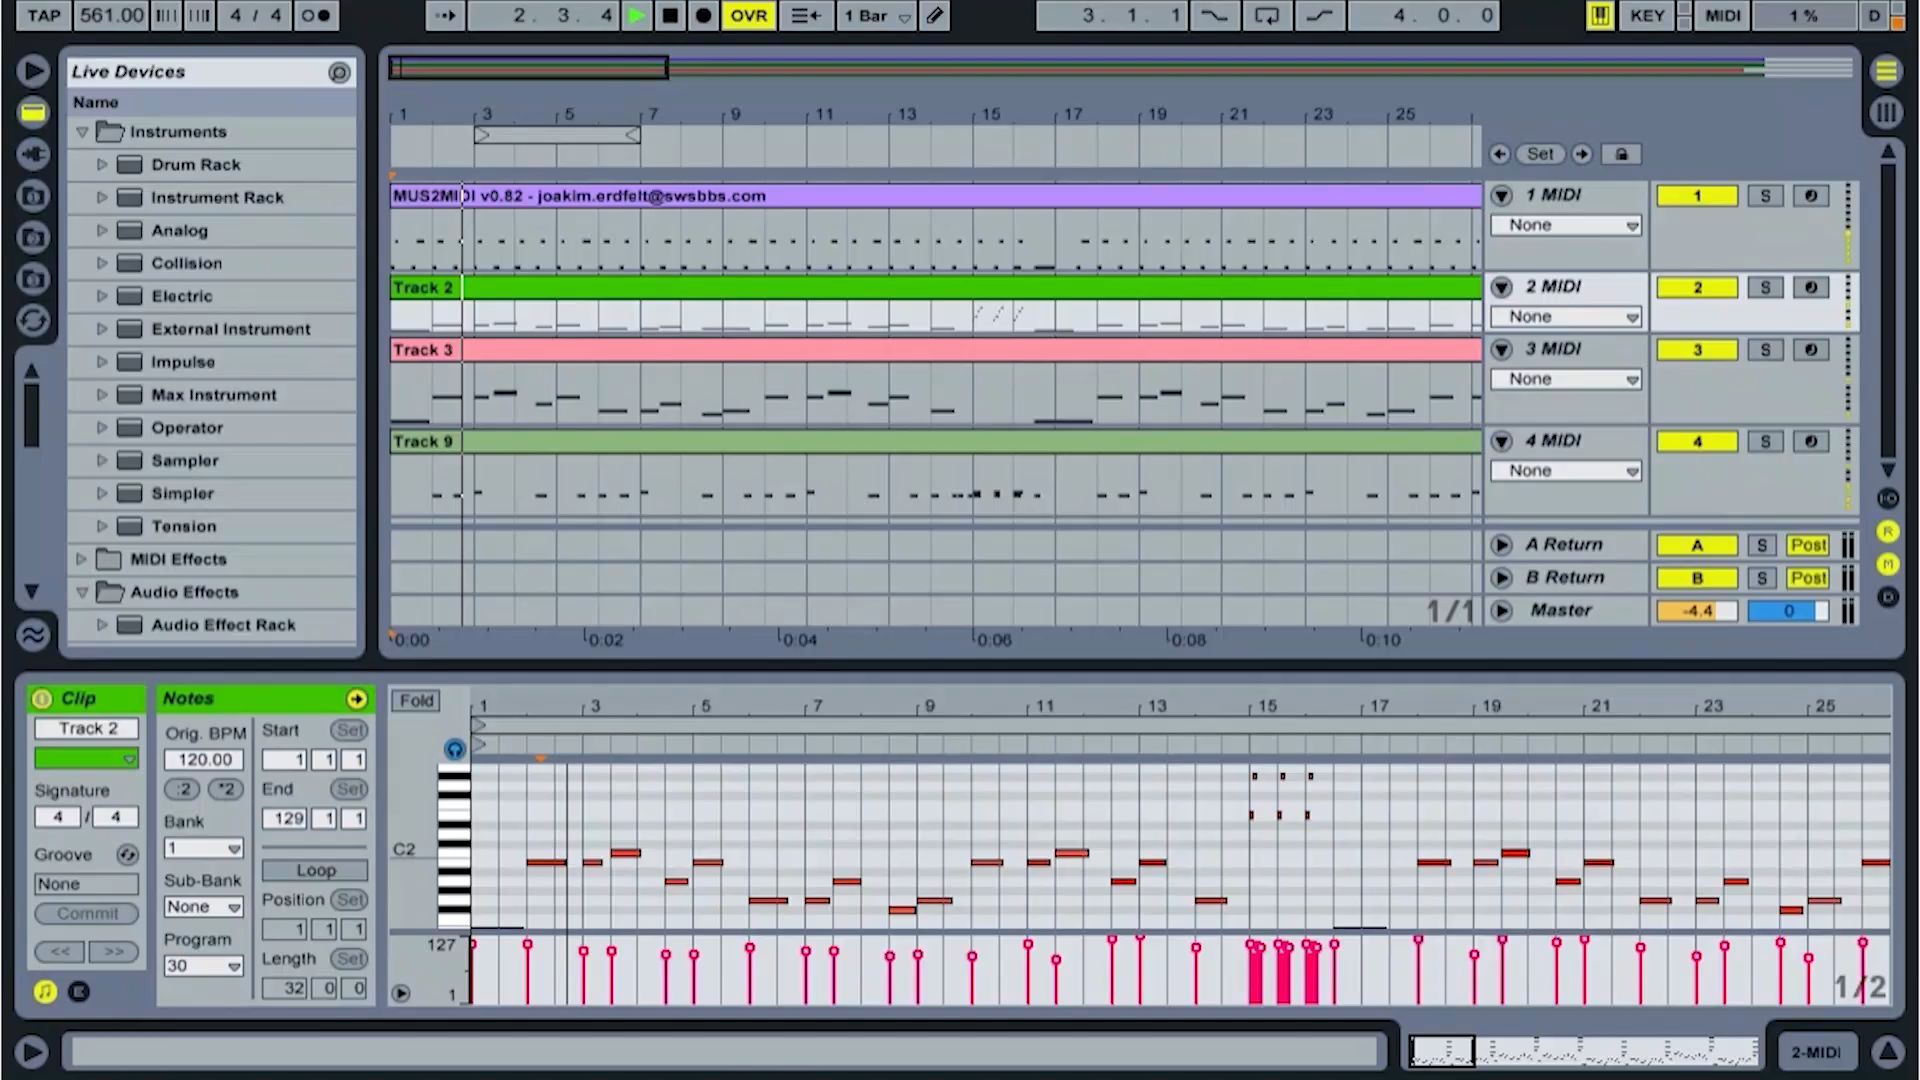 TAP 561.00 4 / 4 2. 3. 4 OVR 1 Bar 3. 1. 1 4. 0. 0 KEY MIDI 1 % D
Live Devices
Name
Instruments
Drum Rack
Instrument Rack
Analog
Collision
Electric
External Instrument
Impulse
Max Instrument
Operator
Sampler
Simpler
Tension
MIDI Effects
Audio Effects
Audio Effect Rack
1 3 5 7 9 11 13 15 17 19 21 23 25
Set
MUS2MIDI v0.82 - joakim.erdfelt@swsbbs.com
1 MIDI 1 S
None
Track 2
2 MIDI 2 S
None
Track 3
3 MIDI 3 S
None
Track 9
4 MIDI 4 S
None
A Return A S Post
B Return B S Post
1/1 Master -4.4 0
0:00 0:02 0:04 0:06 0:08 0:10
R
M
D
Clip
Track 2
Signature
4 / 4
Groove
None
Commit
<< >>
Notes
Orig. BPM
120.00
:2 *2
Bank
1
Sub-Bank
None
Program
30
Start Set
1 1 1
End Set
129 1 1
Loop
Position Set
1 1 1
Length Set
32 0 0
Fold
1 3 5 7 9 11 13 15 17 19 21 23 25
C2
127
1
1/2
2-MIDI